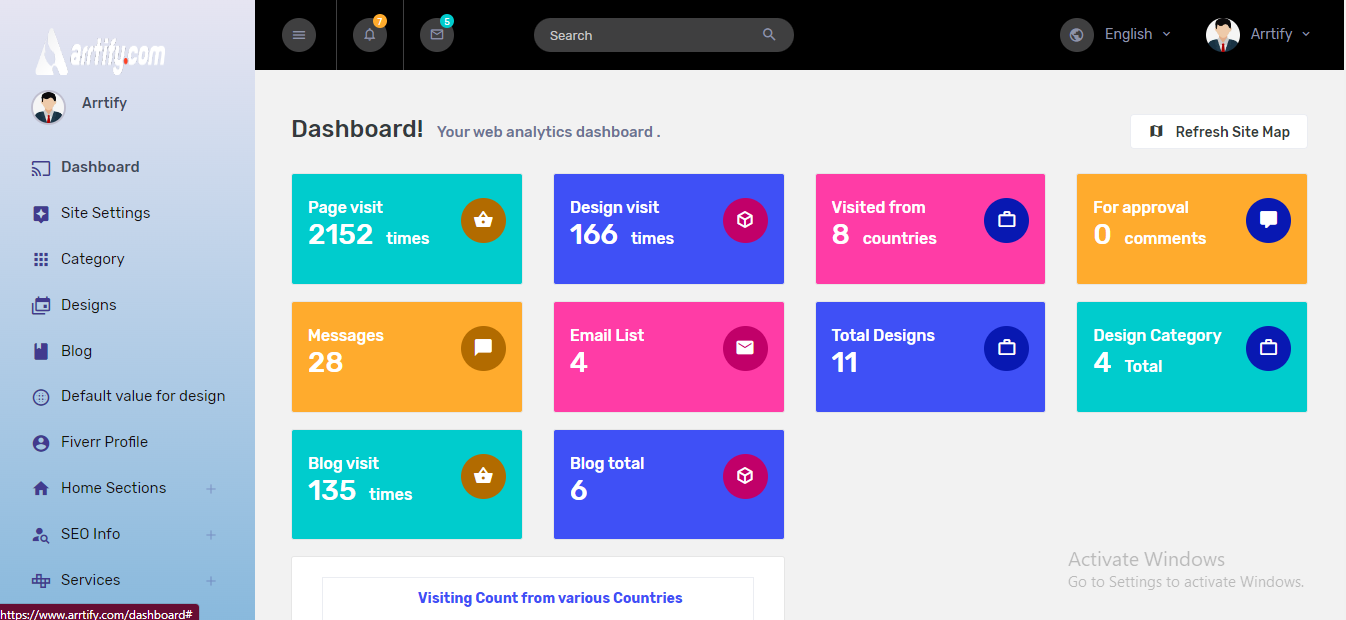 Arrtify.com
Arrtify
Dashboard
Site Settings
Category
Designs
Blog
Default value for design
Fiverr Profile
Home Sections +
SEO Info +
Services +
https://www.arrtify.com/dashboard#
7
5
Search
English
Arrtify
Dashboard! Your web analytics dashboard .
Refresh Site Map
Page visit
2152 times
Design visit
166 times
Visited from
8 countries
For approval
0 comments
Messages
28
Email List
4
Total Designs
11
Design Category
4 Total
Blog visit
135 times
Blog total
6
Visiting Count from various Countries
Activate Windows
Go to Settings to activate Windows.